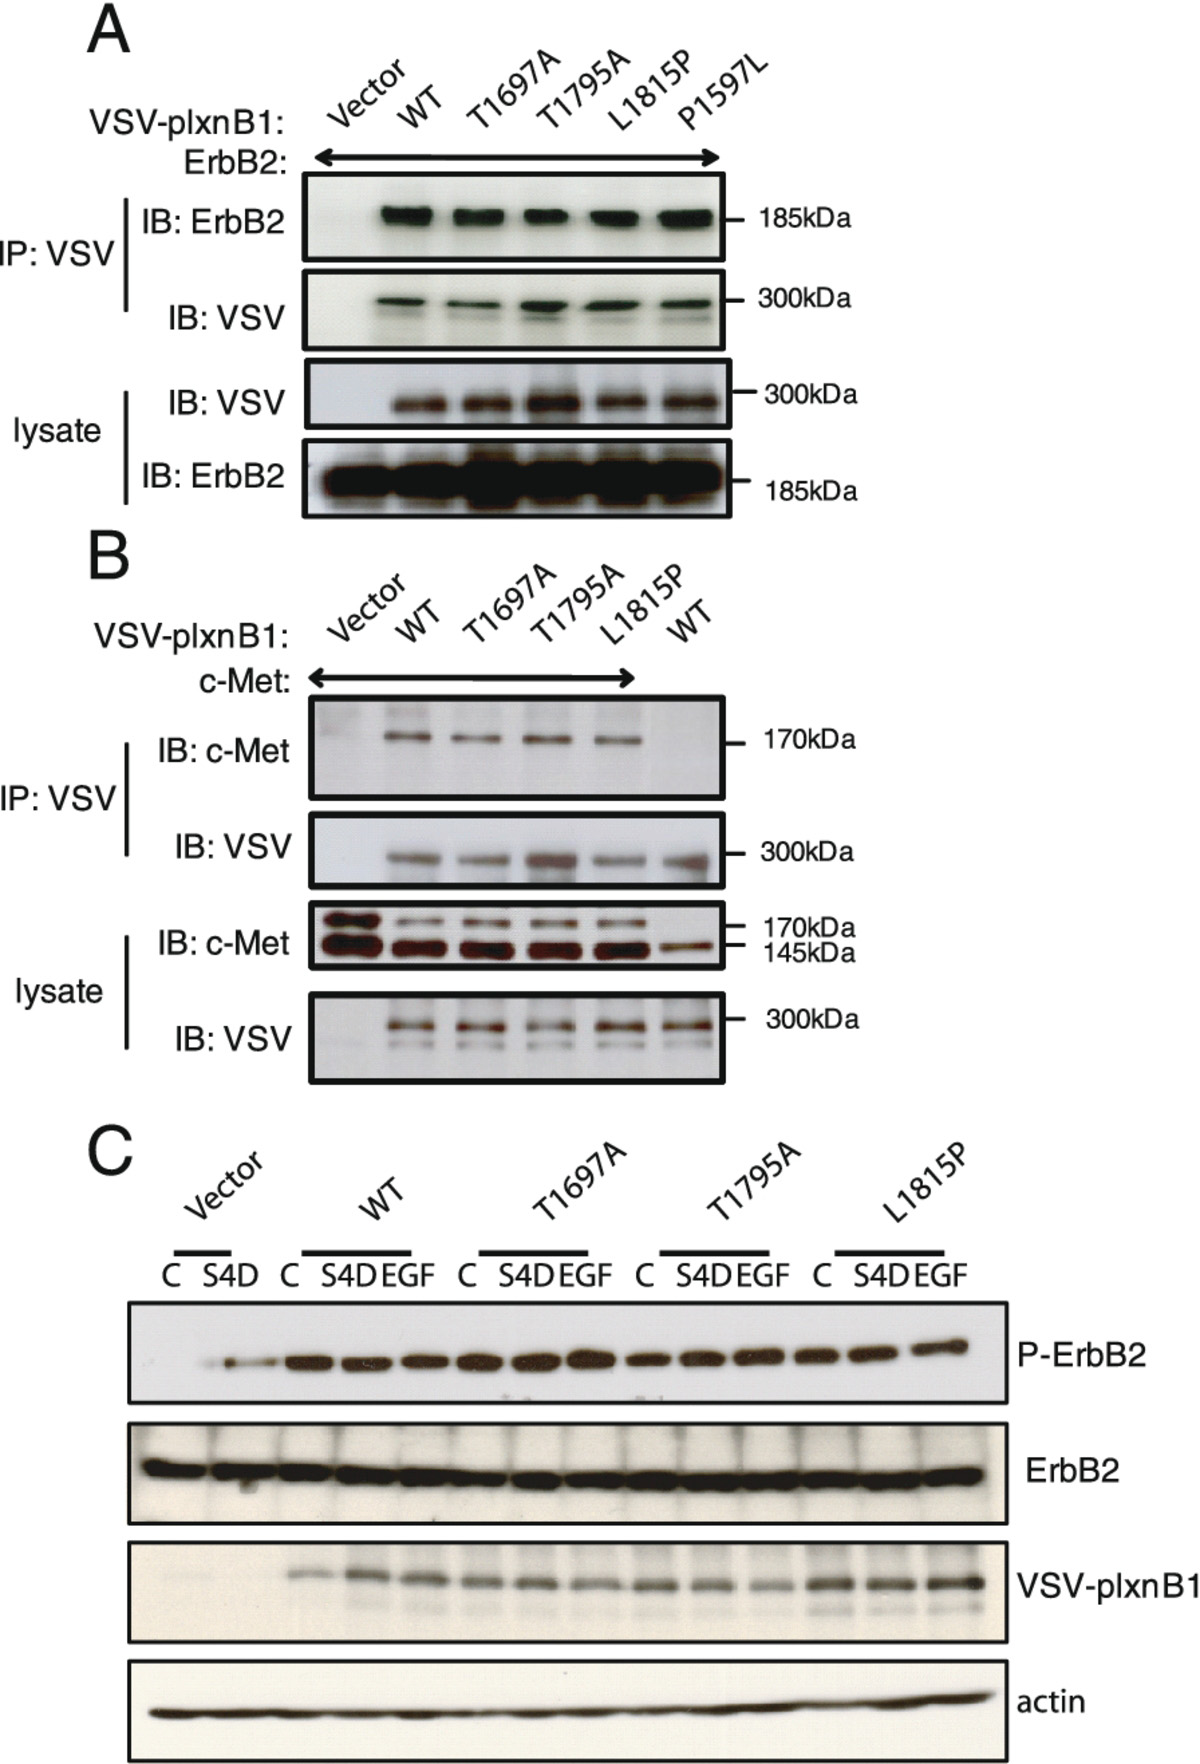 A
VSV-plxnB1: Vector WT T1697A T1795A L1815P P1597L
ErbB2:
IP: VSV
IB: ErbB2 185kDa
IB: VSV 300kDa
lysate
IB: VSV 300kDa
IB: ErbB2 185kDa
B
VSV-plxnB1: Vector WT T1697A T1795A L1815P WT
c-Met:
IP: VSV
IB: c-Met 170kDa
IB: VSV 300kDa
lysate
IB: c-Met 170kDa
145kDa
IB: VSV 300kDa
C
Vector WT T1697A T1795A L1815P
C S4D C S4D EGF C S4D EGF C S4D EGF C S4D EGF
P-ErbB2
ErbB2
VSV-plxnB1
actin